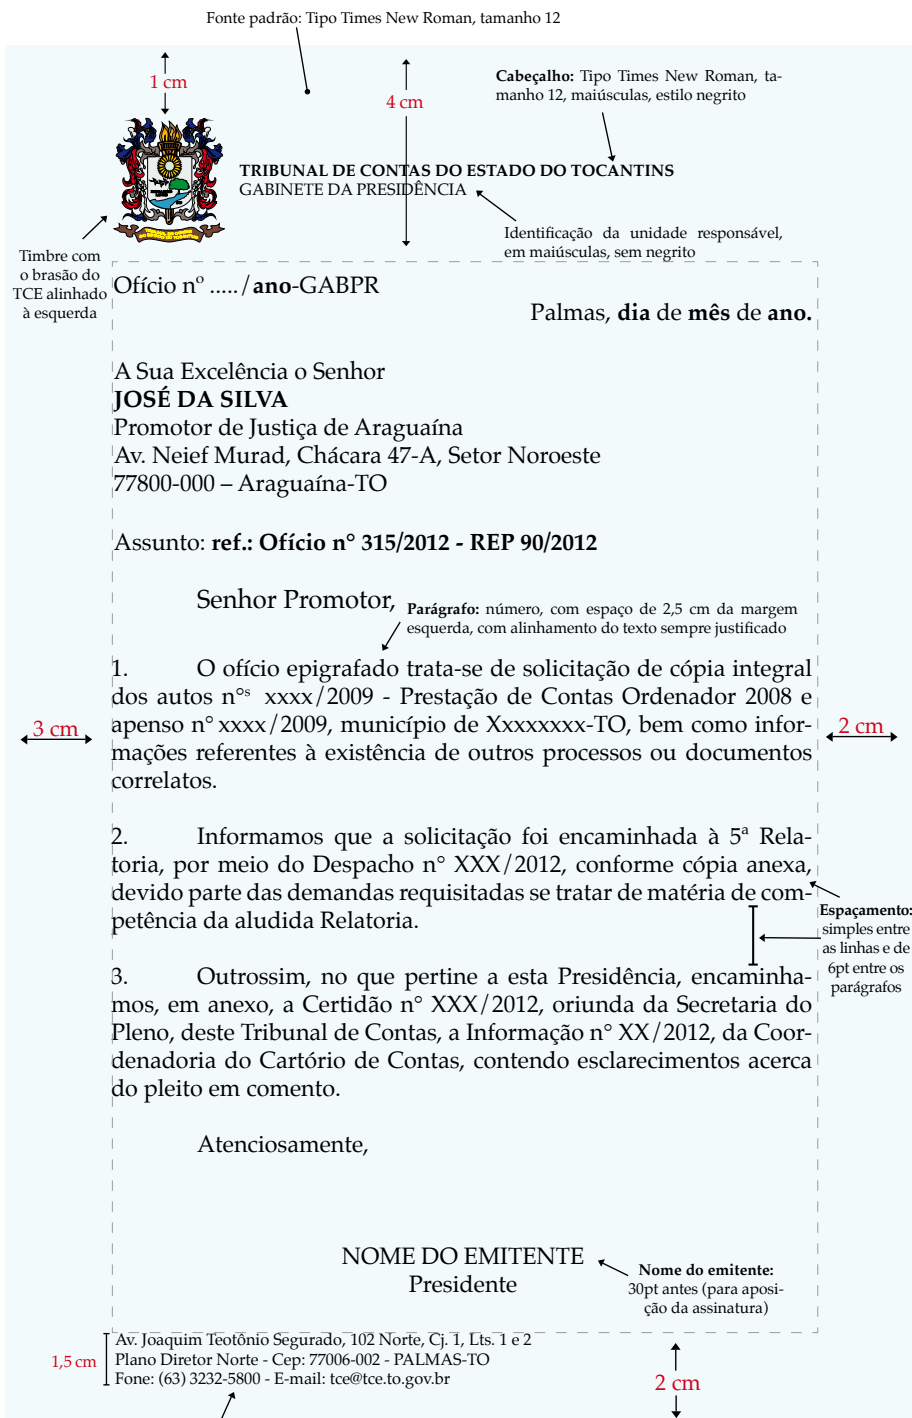 Fonte padrão: Tipo Times New Roman, tamanho 12
1 cm
4 cm
Cabeçalho: Tipo Times New Roman, ta-
manho 12, maiúsculas, estilo negrito
TRIBUNAL DE CONTAS DO ESTADO DO TOCANTINS
GABINETE DA PRESIDÊNCIA
Identificação da unidade responsável,
em maiúsculas, sem negrito
Timbre com
o brasão do
TCE alinhado
à esquerda
Ofício nº ...../ano-GABPR
Palmas, dia de mês de ano.
A Sua Excelência o Senhor
JOSÉ DA SILVA
Promotor de Justiça de Araguaína
Av. Neief Murad, Chácara 47-A, Setor Noroeste
77800-000 – Araguaína-TO
Assunto: ref.: Ofício n° 315/2012 - REP 90/2012
Senhor Promotor,
Parágrafo: número, com espaço de 2,5 cm da margem
esquerda, com alinhamento do texto sempre justificado
1. O ofício epigrafado trata-se de solicitação de cópia integral
dos autos n°ˢ xxxx/2009 - Prestação de Contas Ordenador 2008 e
apenso n° xxxx/2009, município de Xxxxxxxx-TO, bem como infor-
mações referentes à existência de outros processos ou documentos
correlatos.
3 cm
2 cm
2. Informamos que a solicitação foi encaminhada à 5ª Rela-
toria, por meio do Despacho n° XXX/2012, conforme cópia anexa,
devido parte das demandas requisitadas se tratar de matéria de com-
petência da aludida Relatoria.
Espaçamento:
simples entre
as linhas e de
6pt entre os
parágrafos
3. Outrossim, no que pertine a esta Presidência, encaminha-
mos, em anexo, a Certidão n° XXX/2012, oriunda da Secretaria do
Pleno, deste Tribunal de Contas, a Informação n° XX/2012, da Coor-
denadoria do Cartório de Contas, contendo esclarecimentos acerca
do pleito em comento.
Atenciosamente,
NOME DO EMITENTE
Presidente
Nome do emitente:
30pt antes (para aposi-
ção da assinatura)
1,5 cm
Av. Joaquim Teotônio Segurado, 102 Norte, Cj. 1, Lts. 1 e 2
Plano Diretor Norte - Cep: 77006-002 - PALMAS-TO
Fone: (63) 3232-5800 - E-mail: tce@tce.to.gov.br
2 cm